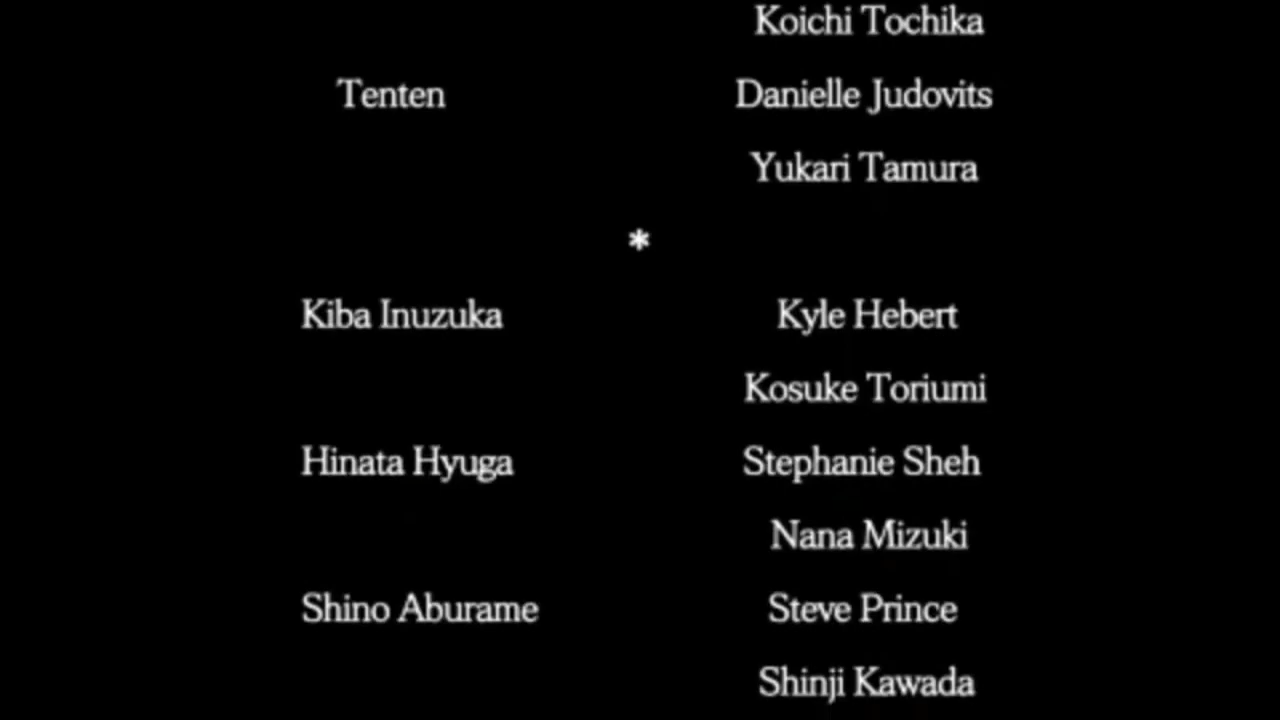 Koichi Tochika
Tenten Danielle Judovits
Yukari Tamura
*
Kiba Inuzuka Kyle Hebert
Kosuke Toriumi
Hinata Hyuga Stephanie Sheh
Nana Mizuki
Shino Aburame Steve Prince
Shinji Kawada